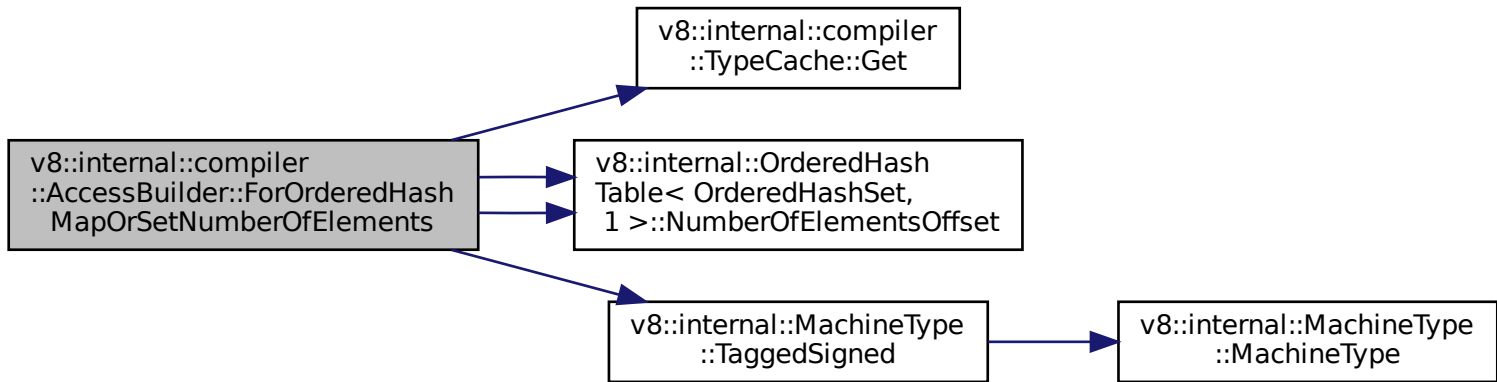 v8::internal::compiler
::TypeCache::Get
v8::internal::compiler
::AccessBuilder::ForOrderedHash
MapOrSetNumberOfElements
v8::internal::OrderedHash
Table< OrderedHashSet,
1 >::NumberOfElementsOffset
v8::internal::MachineType
::TaggedSigned
v8::internal::MachineType
::MachineType